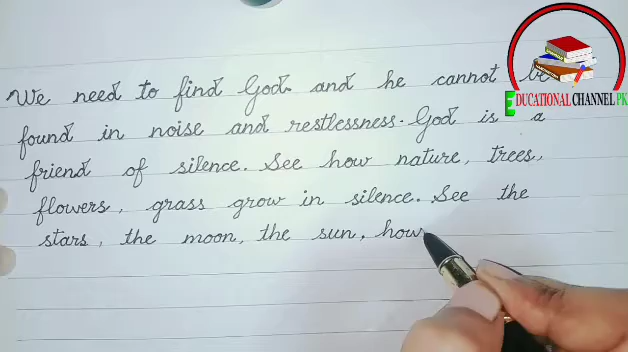 We need to find God. and he cannot be
found in noise and restlessness. God is a
friend of silence. See how nature, trees,
flowers, grass grow in silence. See the
stars, the moon, the sun, how
EDUCATIONAL CHANNEL PK